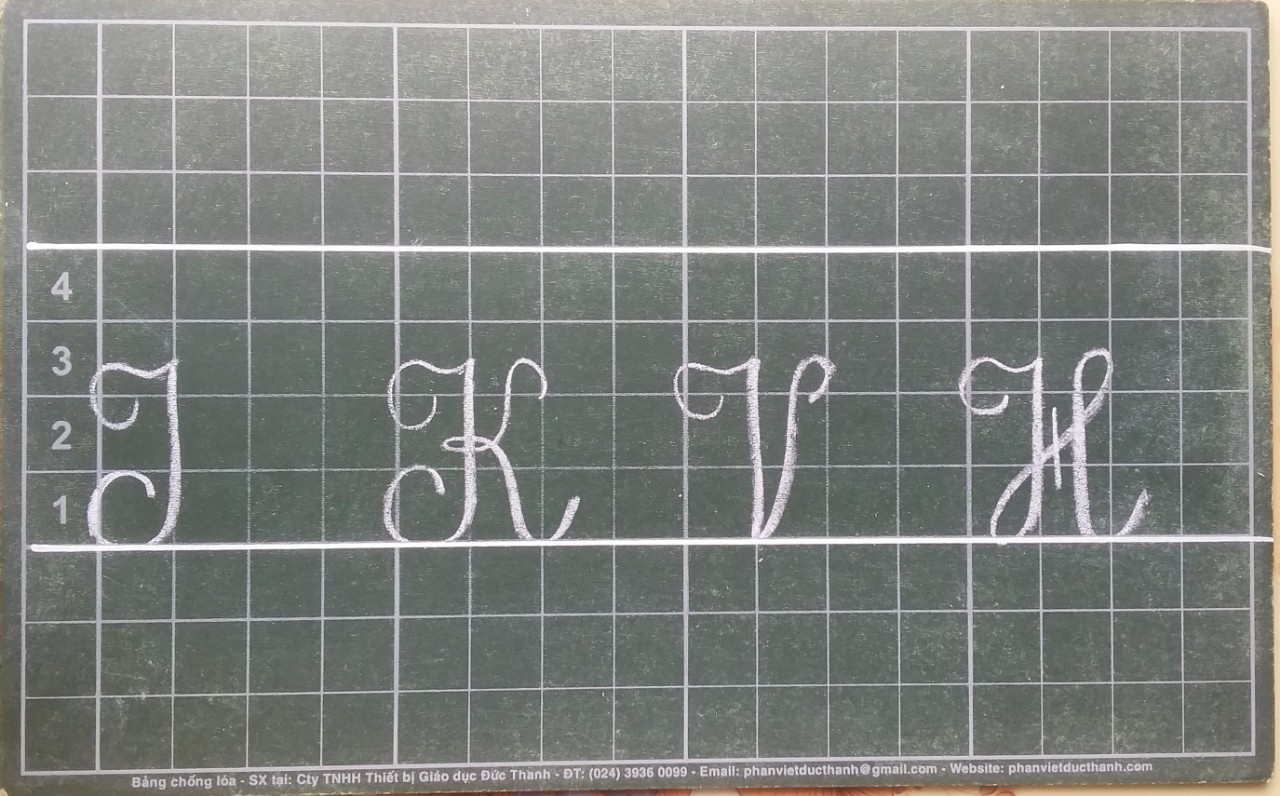 4
3
2
1
I K V H
Bảng chống lóa - SX tại: Cty TNHH Thiết bị Giáo dục Đức Thanh - ĐT: (024) 3936 0099 - Email: phanvietducthanh@gmail.com - Website: phanvietducthanh.com